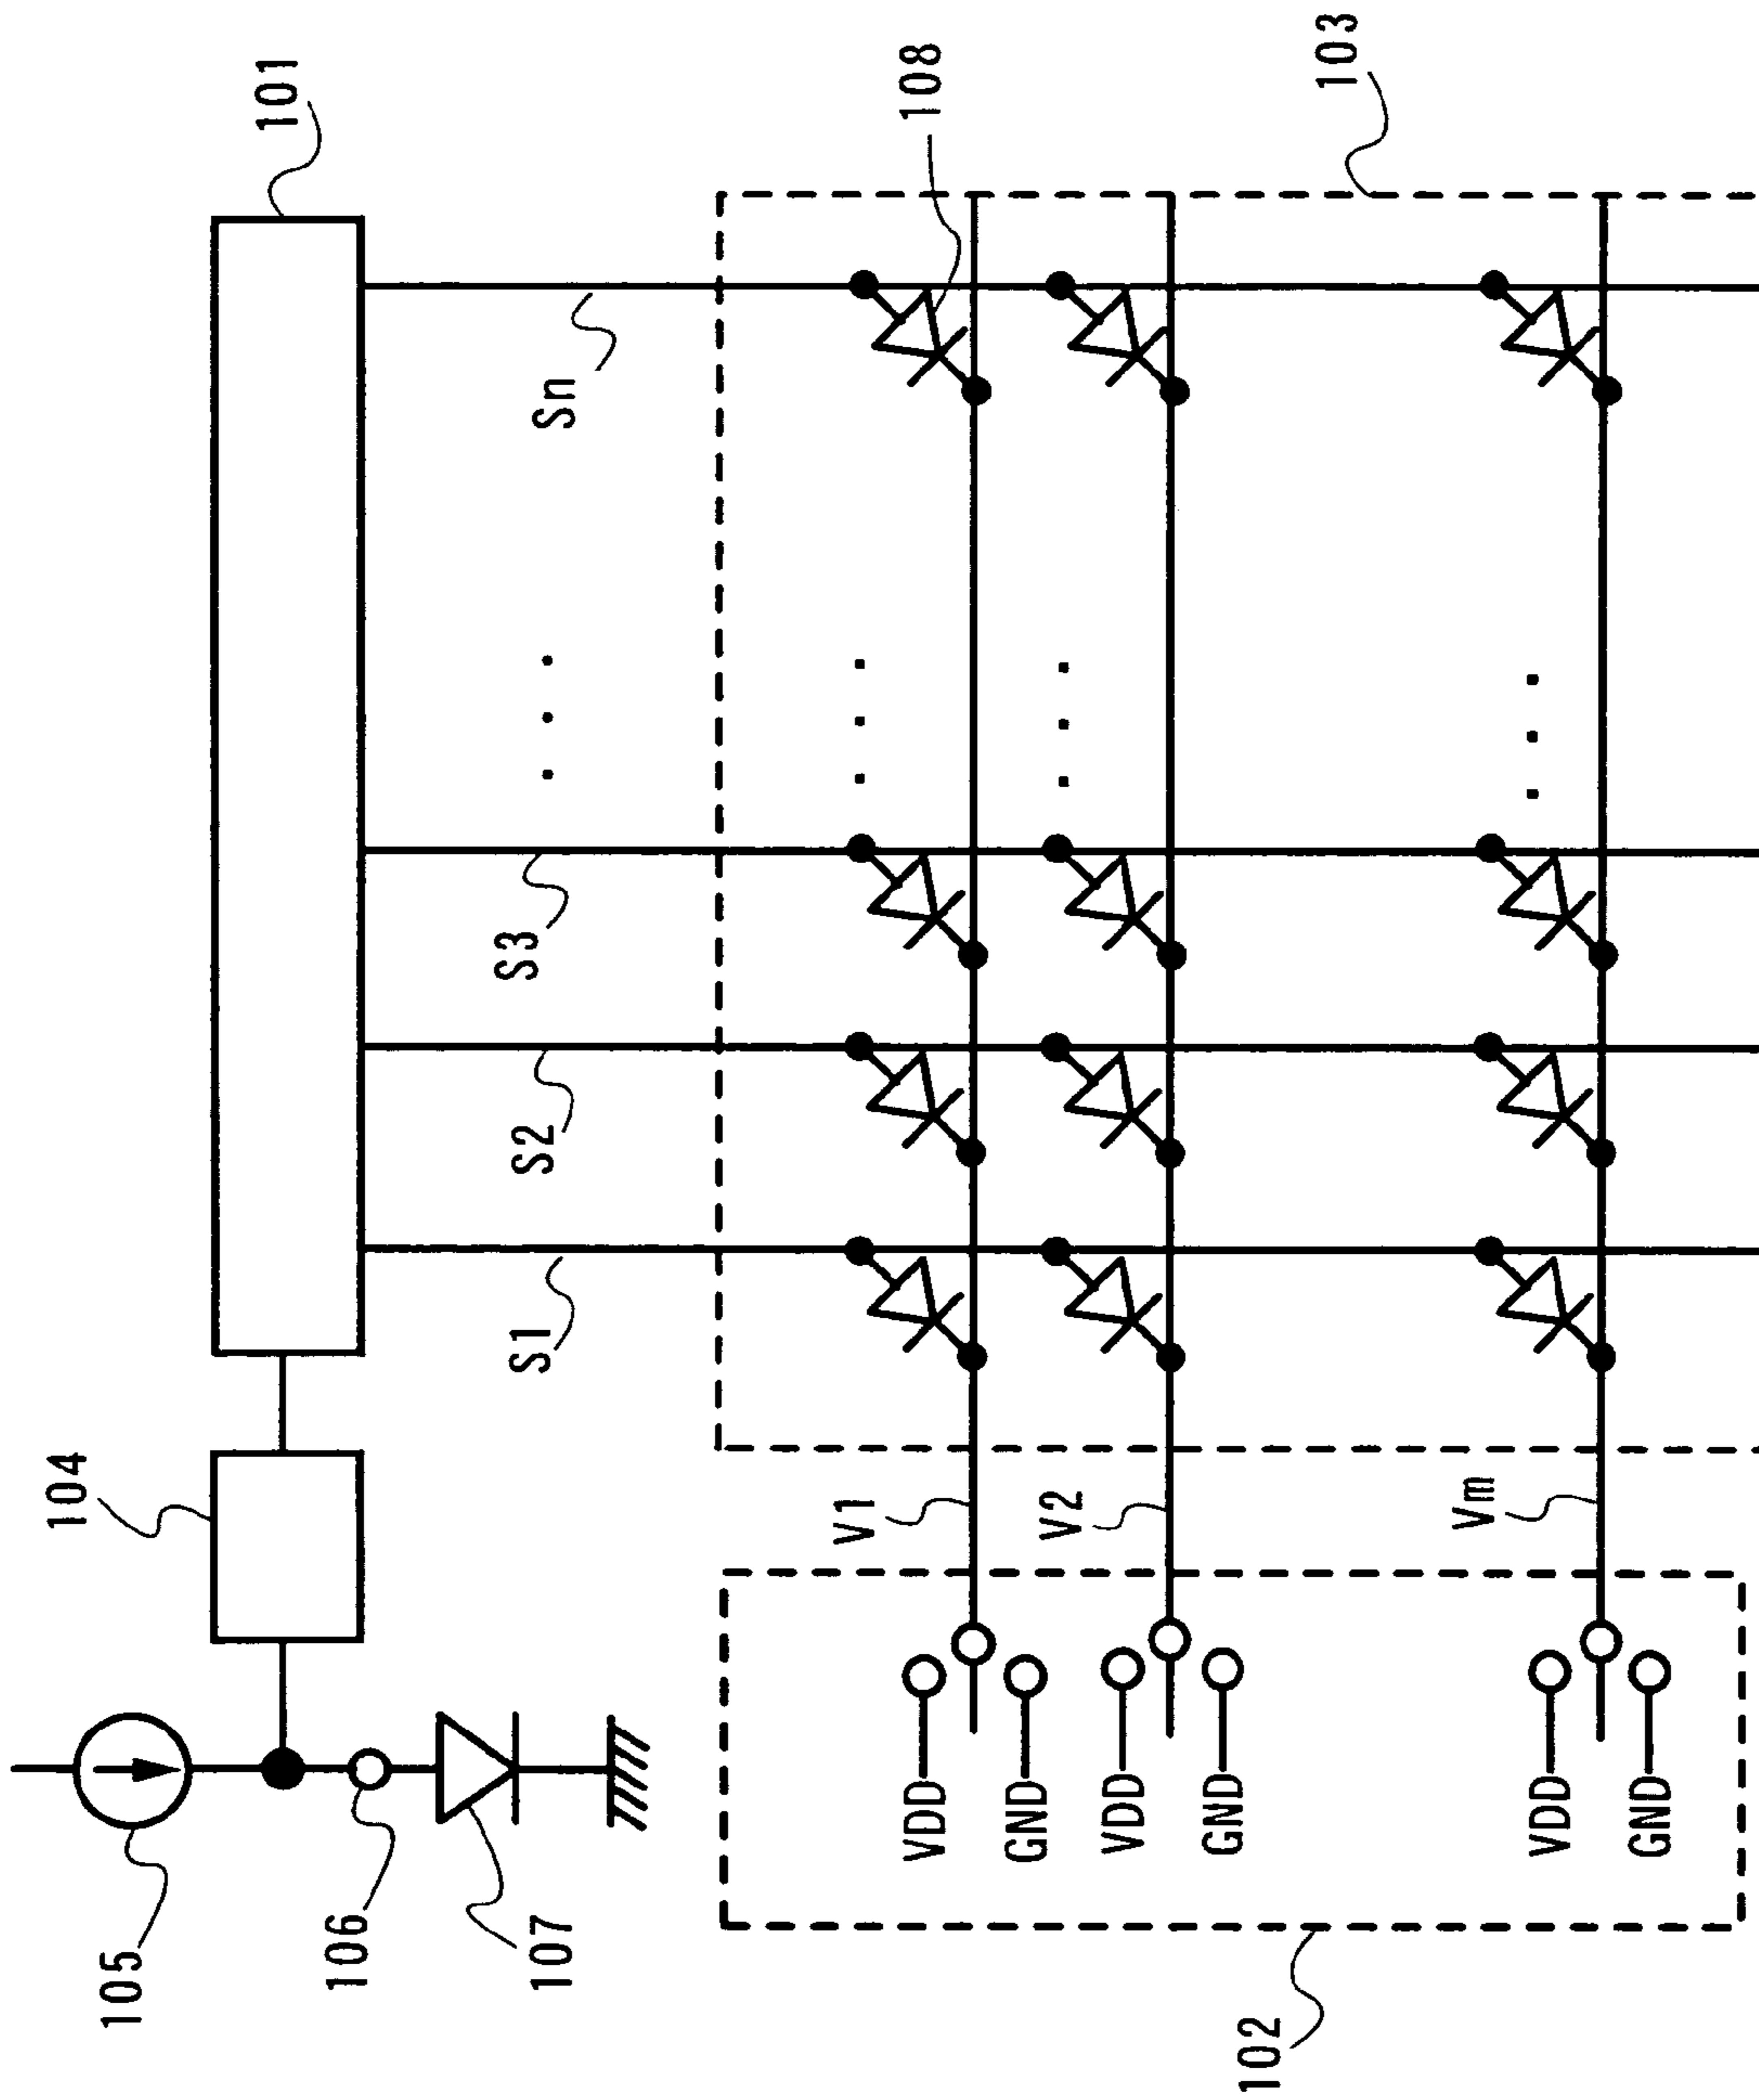 101
108
103
Sn
S3
S2
S1
104
V1
V2
Vm
105
106
107
VDD
GND
VDD
GND
VDD
GND
102